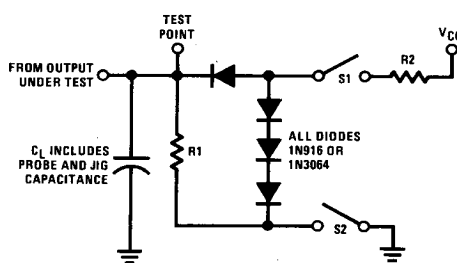 TEST
POINT
FROM OUTPUT
UNDER TEST
S1
R2
VCC
CL INCLUDES
PROBE AND JIG
CAPACITANCE
R1
ALL DIODES
1N916 OR
1N3064
S2